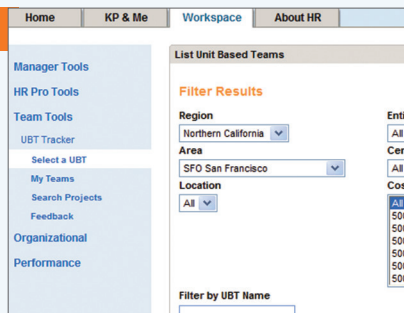 Home KP & Me Workspace About HR
Manager Tools
HR Pro Tools
Team Tools
UBT Tracker
Select a UBT
My Teams
Search Projects
Feedback
Organizational
Performance
List Unit Based Teams
Filter Results
Region
Northern California
Area
SFO San Francisco
Location
All
Filter by UBT Name
All
All
All